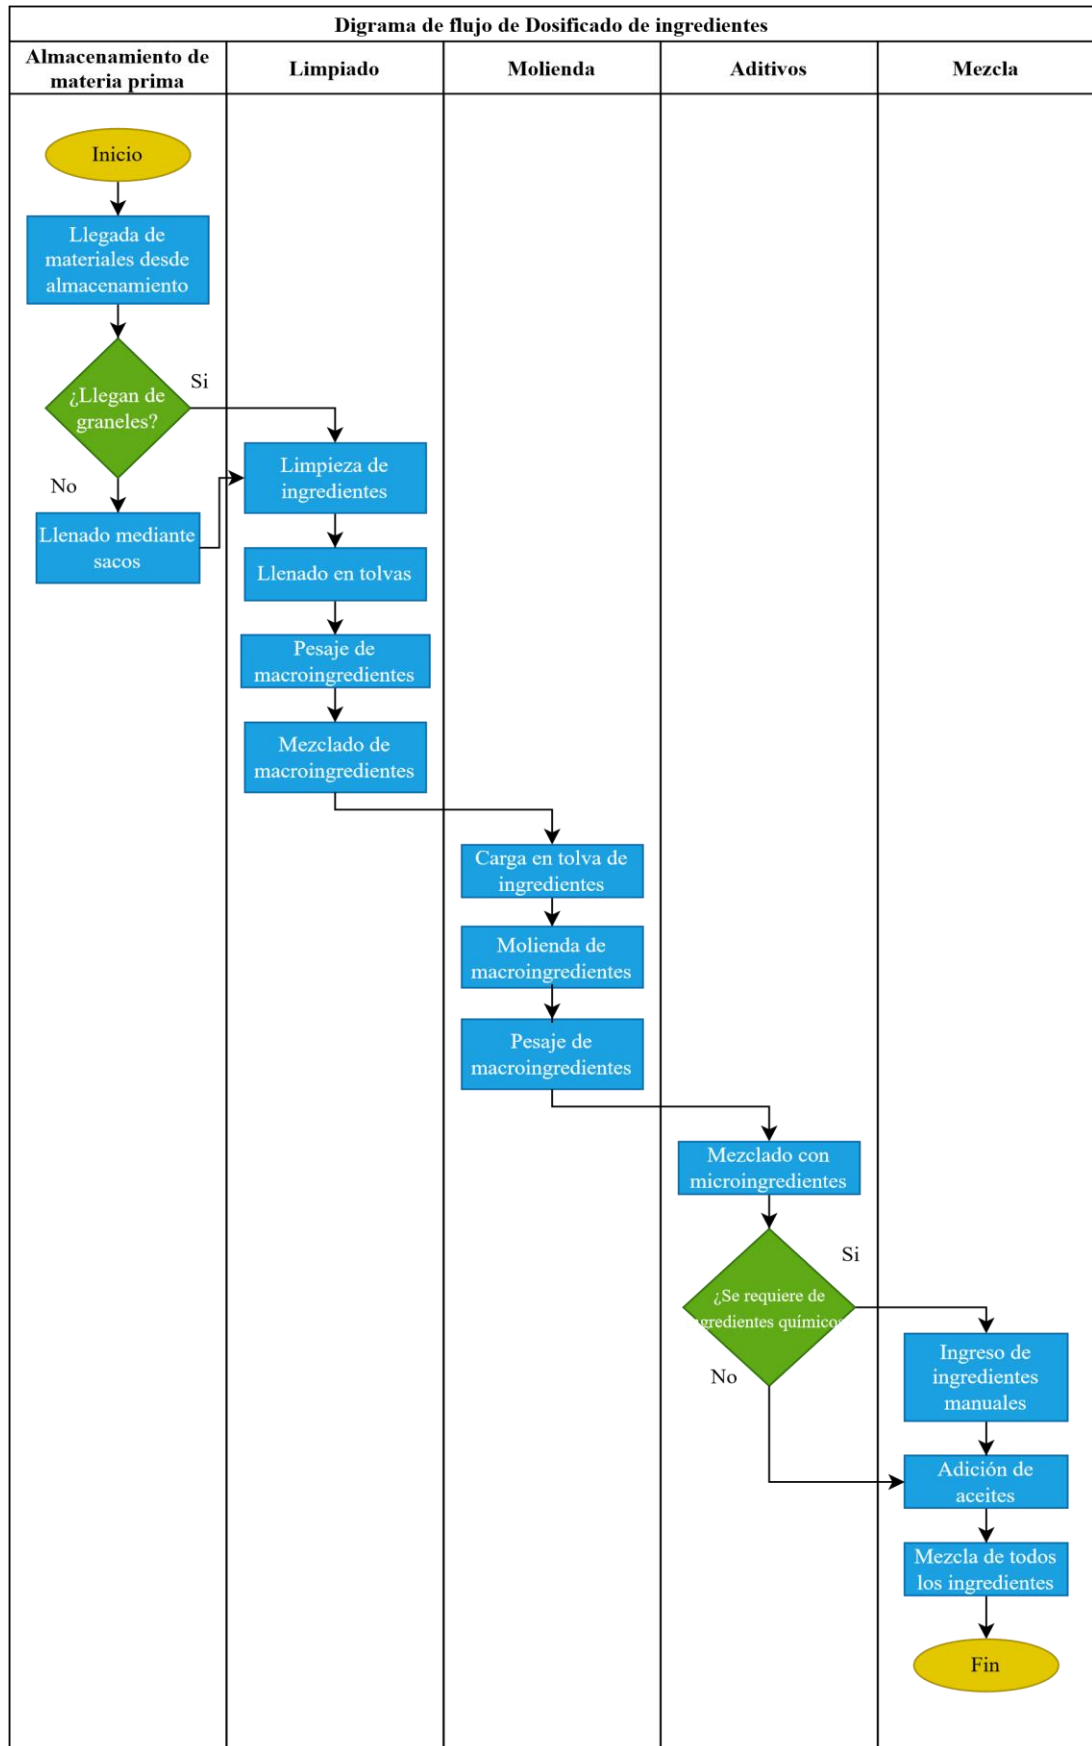 Digrama de flujo de Dosificado de ingredientes
Almacenamiento de
materia prima
Limpiado
Molienda
Aditivos
Mezcla
Inicio
Llegada de
materiales desde
almacenamiento
¿Llegan de
graneles?
Si
No
Llenado mediante
sacos
Limpieza de
ingredientes
Llenado en tolvas
Pesaje de
macroingredientes
Mezclado de
macroingredientes
Carga en tolva de
ingredientes
Molienda de
macroingredientes
Pesaje de
macroingredientes
Mezclado con
microingredientes
¿Se requiere de
ngredientes químicos
Si
No
Ingreso de
ingredientes
manuales
Adición de
aceites
Mezcla de todos
los ingredientes
Fin